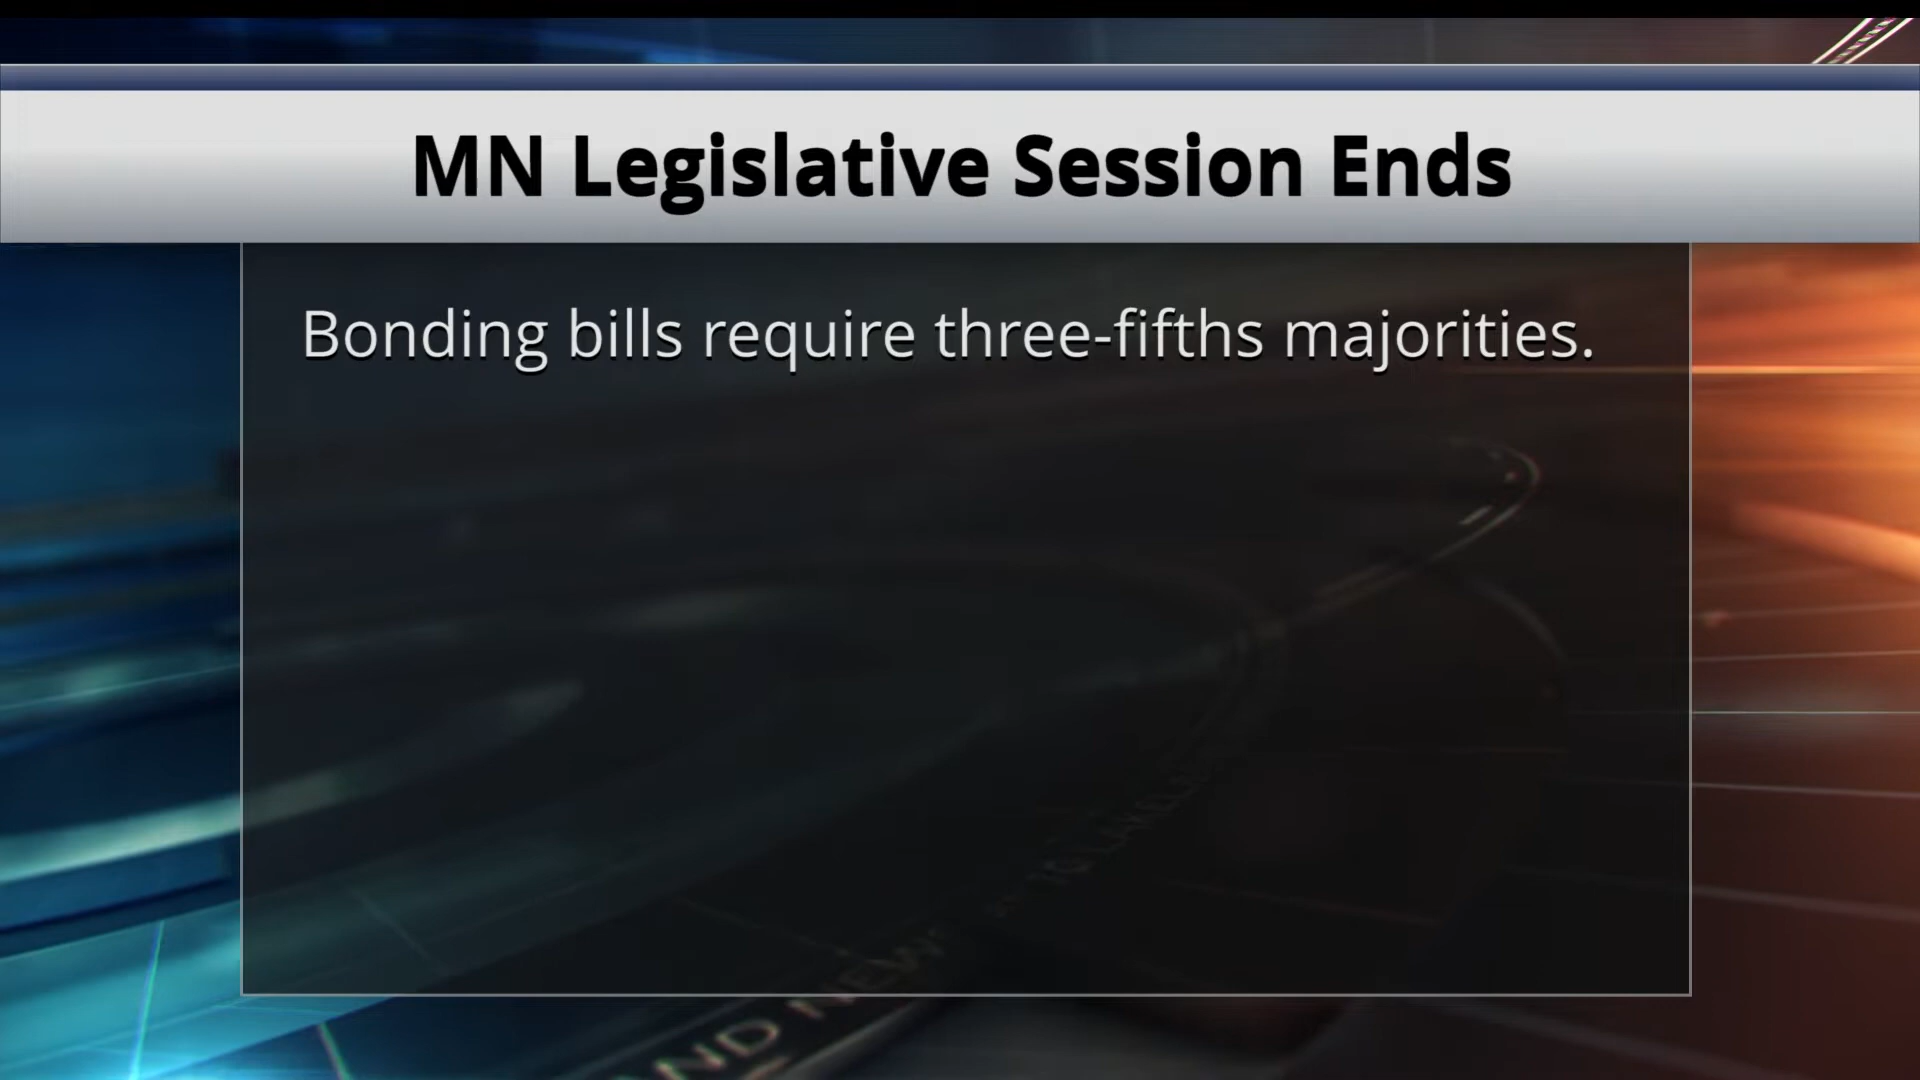 MN Legislative Session Ends
Bonding bills require three-fifths majorities.